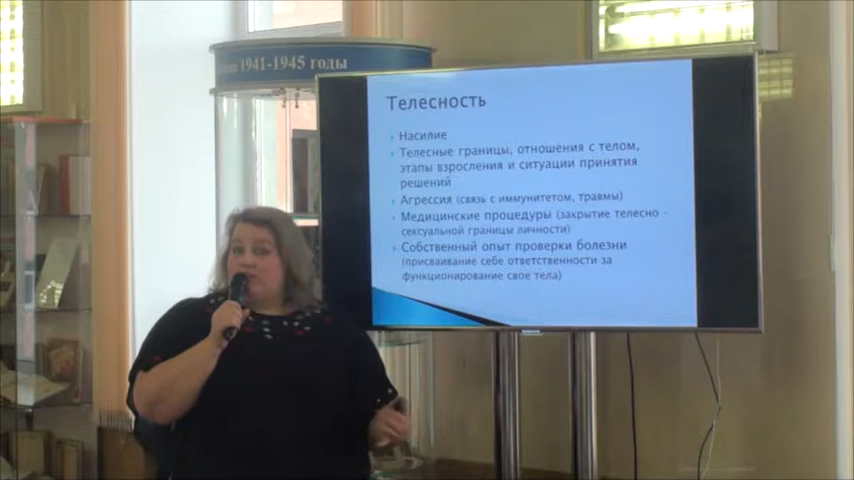 1941-1945 годы
Телесность
Насилие
Телесные границы, отношения с телом,
этапы взросления и ситуации принятия
решений
Агрессия (связь с иммунитетом, травмы)
Медицинские процедуры (закрытие телесно -
сексуальной границы личности)
Собственный опыт проверки болезни
(присваивание себе ответственности за
функционирование свое тела)